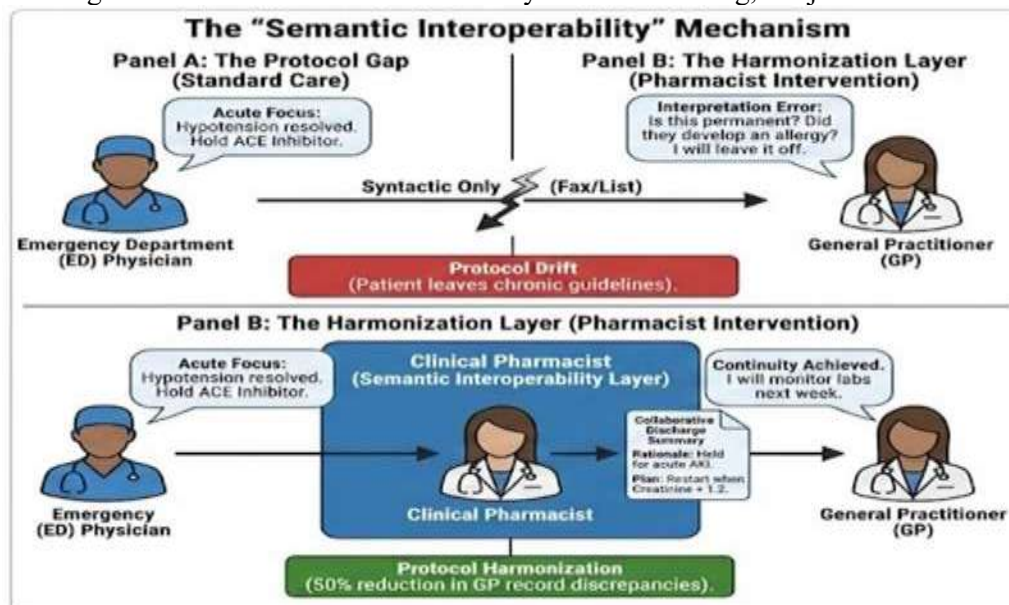 The "Semantic Interoperability" Mechanism
Panel A: The Protocol Gap
(Standard Care)
Acute Focus:
Hypotension resolved.
Hold ACE Inhibitor.
Emergency Department
(ED) Physician
Syntactic Only
(Fax/List)
Panel B: The Harmonization Layer
(Pharmacist Intervention)
Interpretation Error:
Is this permanent? Did
they develop an allergy?
I will leave it off.
General Practitioner
(GP)
Protocol Drift
(Patient leaves chronic guidelines).
Panel B: The Harmonization Layer (Pharmacist Intervention)
Acute Focus:
Hypotension resolved.
Hold ACE Inhibitor.
Emergency
(ED) Physician
Clinical Pharmacist
(Semantic Interoperability Layer)
Clinical Pharmacist
Collaborative
Discharge
Summary
Rationale: Held
for acute AKI.
Plan: Restart when
Creatinine + 1.2.
Continuity Achieved.
I will monitor labs
next week.
General Practitioner
(GP)
Protocol Harmonization
(50% reduction in GP record discrepancies).